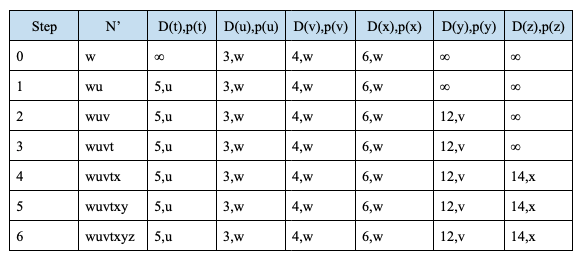 Step N’ D(t),p(t) D(u),p(u) D(v),p(v) D(x),p(x) D(y),p(y) D(z),p(z)
0 w ∞ 3,w 4,w 6,w ∞ ∞
1 wu 5,u 3,w 4,w 6,w ∞ ∞
2 wuv 5,u 3,w 4,w 6,w 12,v ∞
3 wuvt 5,u 3,w 4,w 6,w 12,v ∞
4 wuvtx 5,u 3,w 4,w 6,w 12,v 14,x
5 wuvtxy 5,u 3,w 4,w 6,w 12,v 14,x
6 wuvtxyz 5,u 3,w 4,w 6,w 12,v 14,x